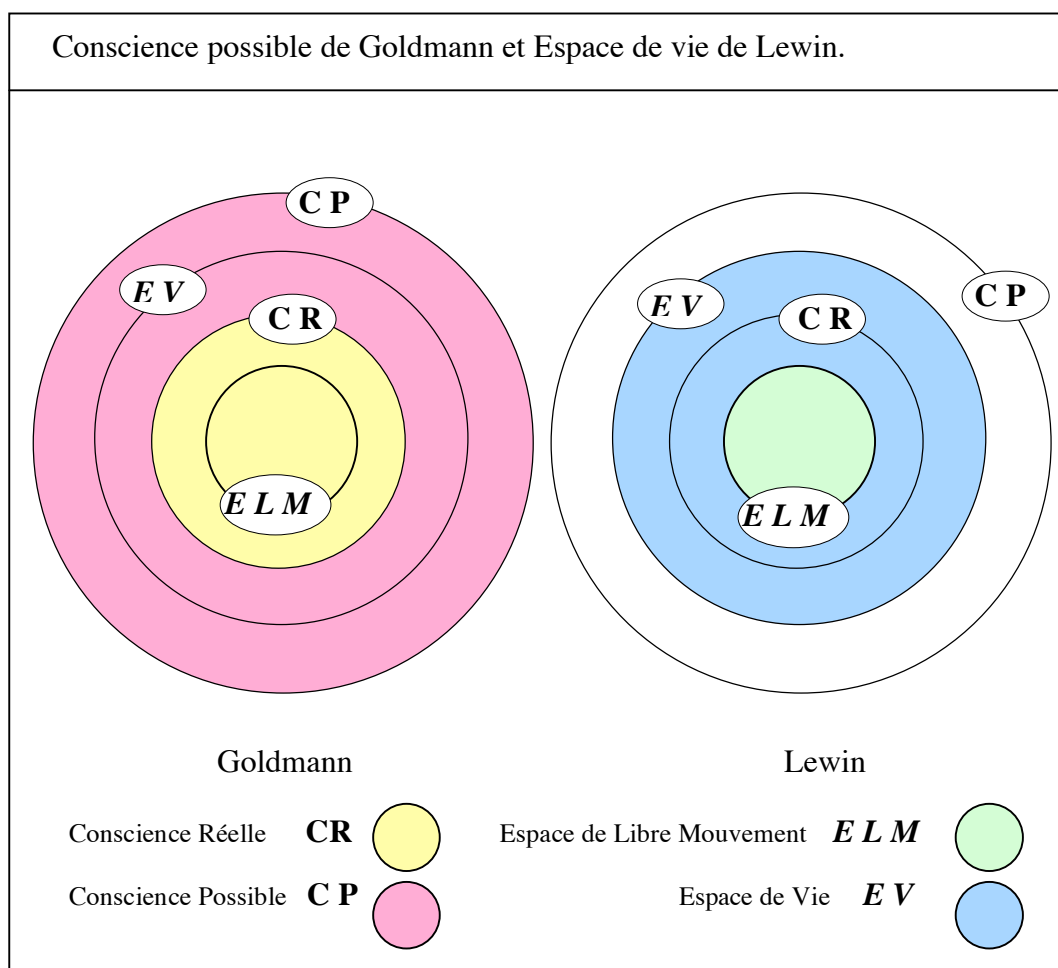 Conscience possible de Goldmann et Espace de vie de Lewin.
C P
E V
C R
E L M
C P
E V
C R
E L M
Goldmann
Lewin
Conscience Réelle CR
Espace de Libre Mouvement E L M
Conscience Possible C P
Espace de Vie E V